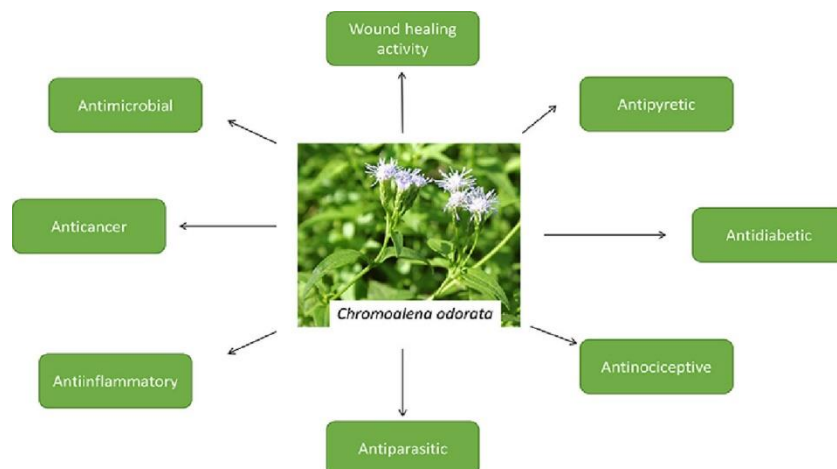 Wound healing
activity
Antimicrobial
Antipyretic
Anticancer
Antidiabetic
Chromoalena odorata
Antiinflammatory
Antinociceptive
Antiparasitic